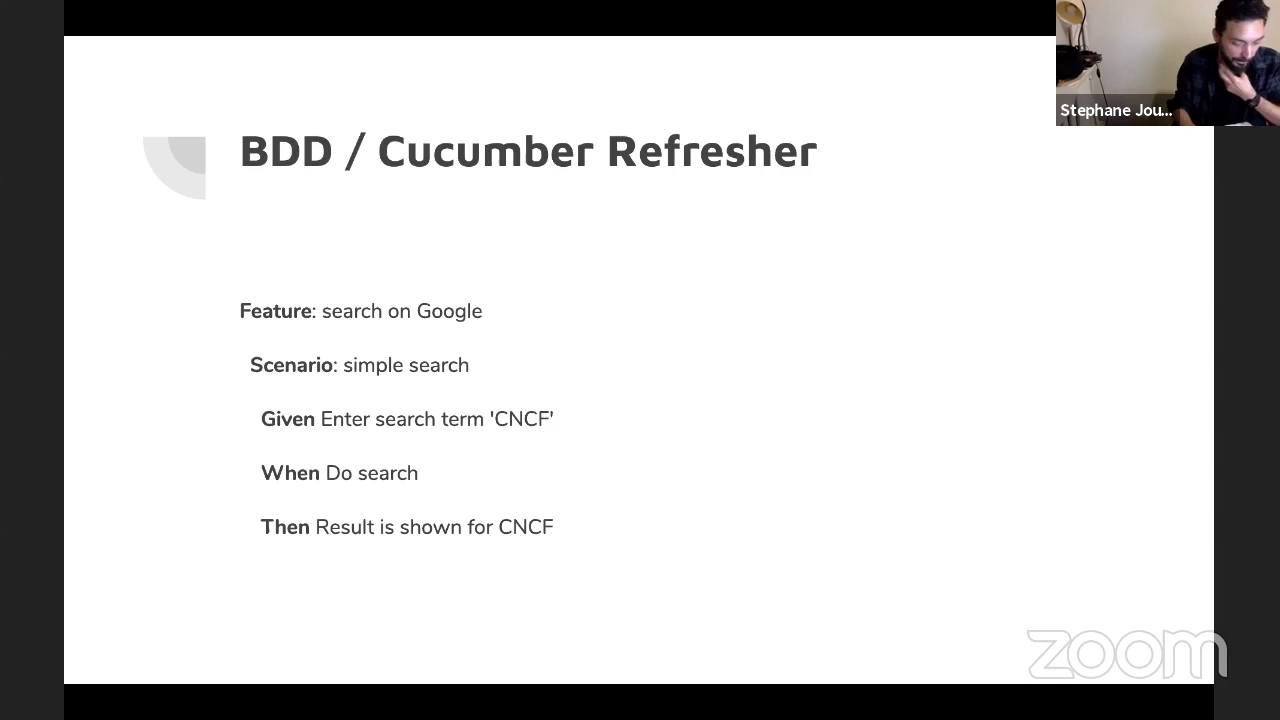 Stephane Jou...
BDD / Cucumber Refresher
Feature: search on Google
Scenario: simple search
Given Enter search term 'CNCF'
When Do search
Then Result is shown for CNCF
zoom